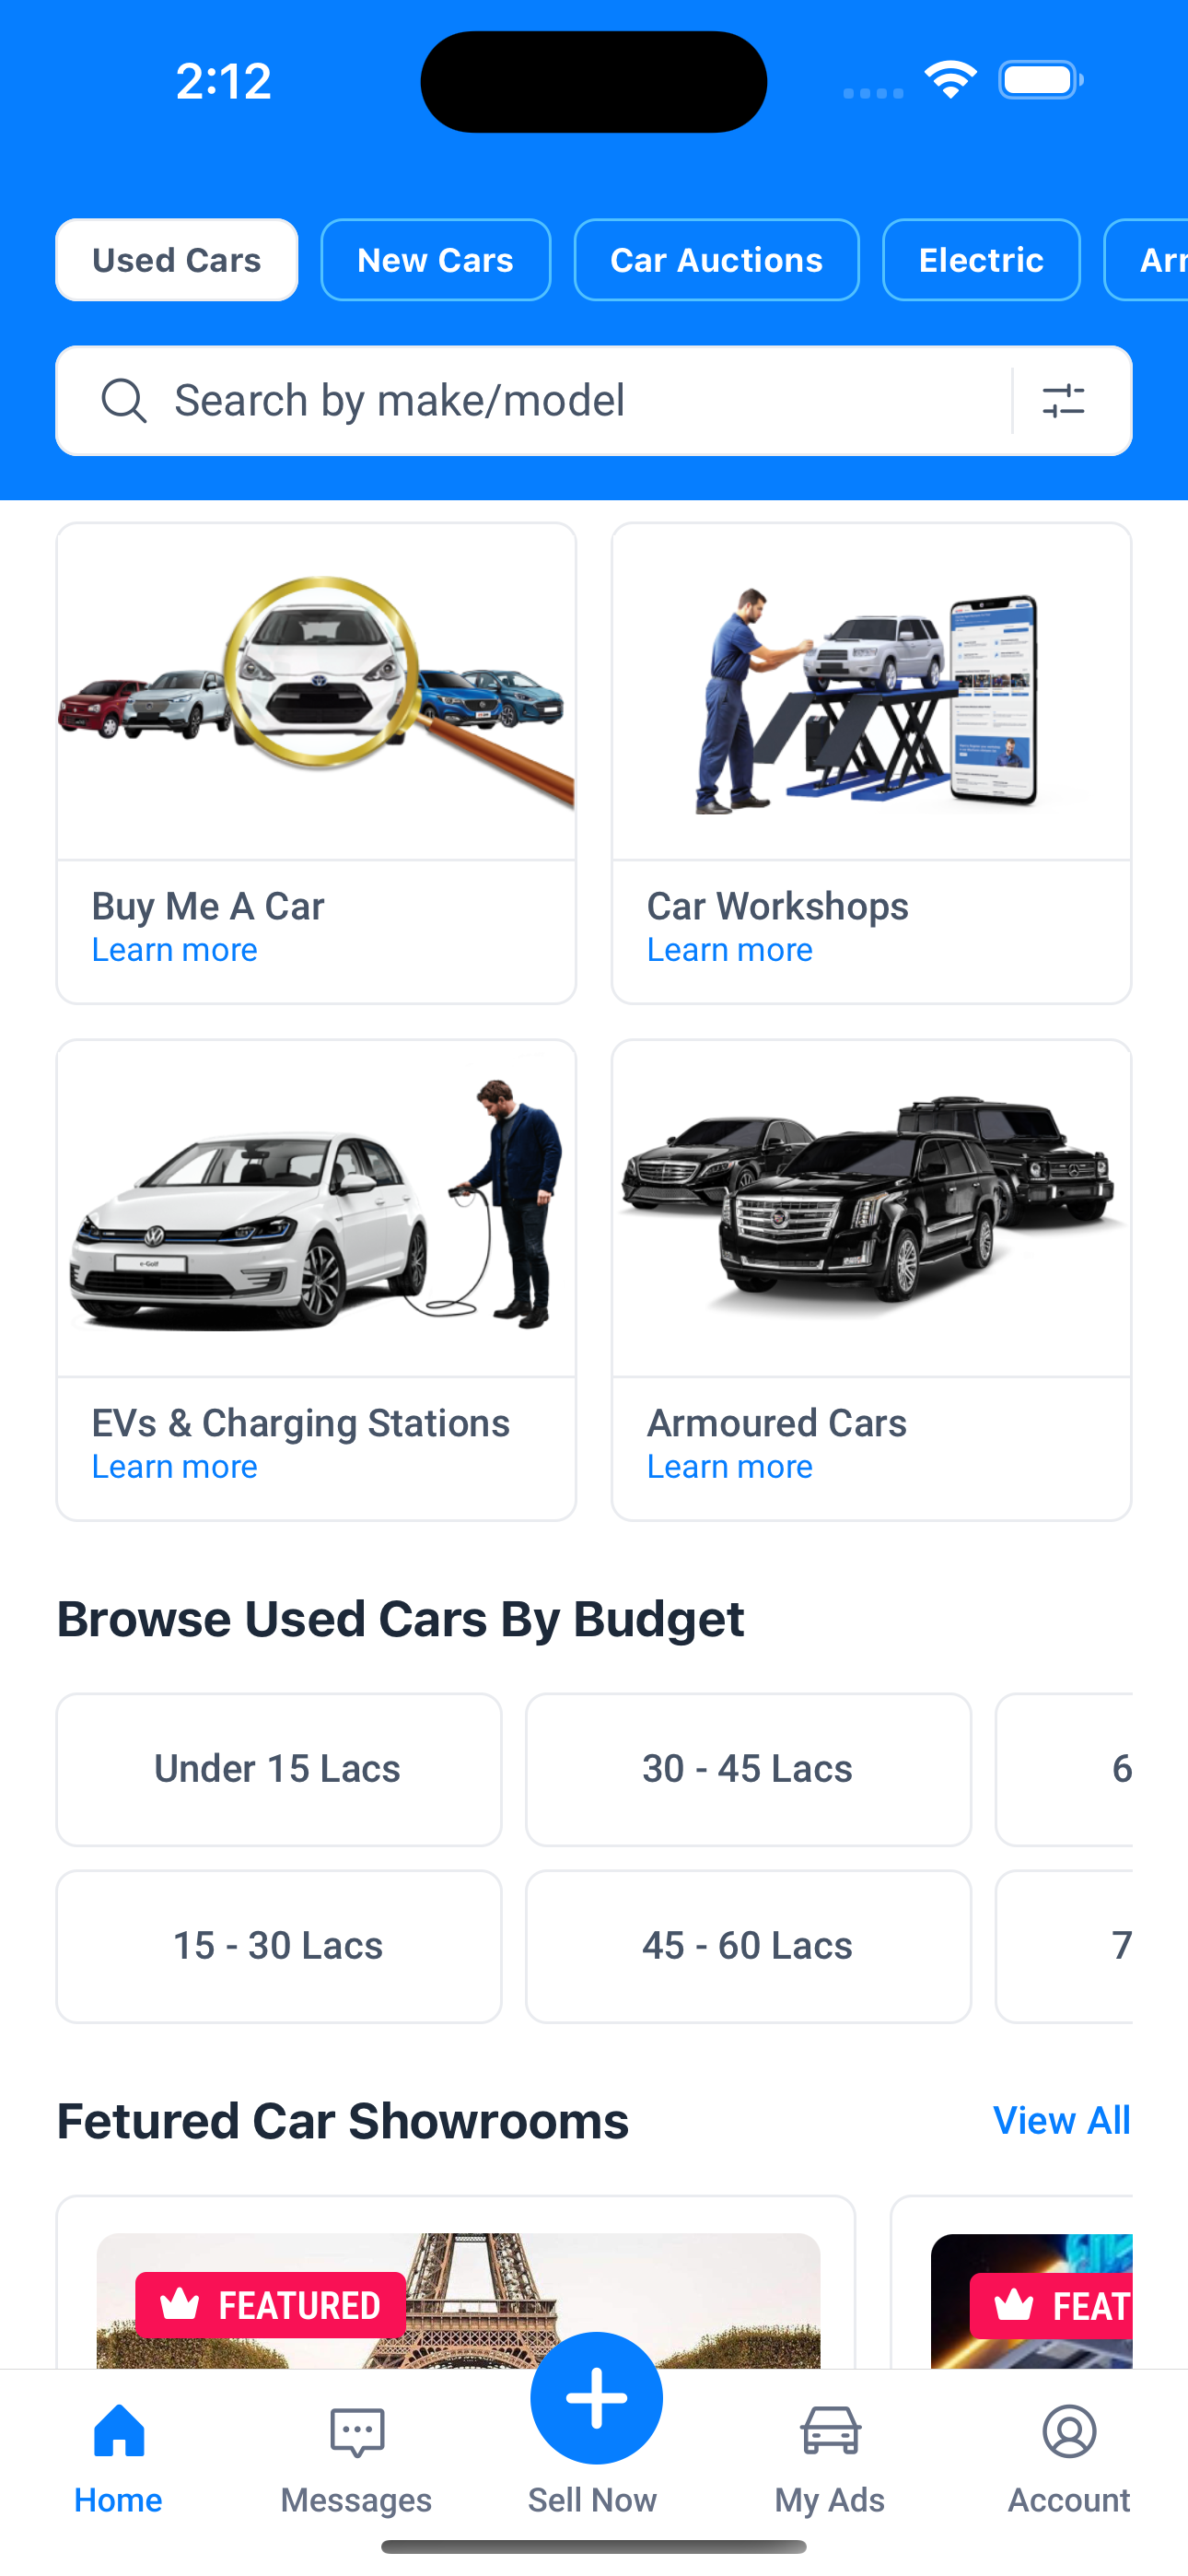 2:12
Used Cars
New Cars
Car Auctions
Electric
Search by make/model
Buy Me A Car
Learn more
Car Workshops
Learn more
e-Golf
EVs & Charging Stations
Learn more
Armoured Cars
Learn more
Browse Used Cars By Budget
Under 15 Lacs
30 - 45 Lacs
6
15 - 30 Lacs
45 - 60 Lacs
7
Fetured Car Showrooms
View All
FEATURED
FEAT
Home
Messages
Sell Now
My Ads
Account